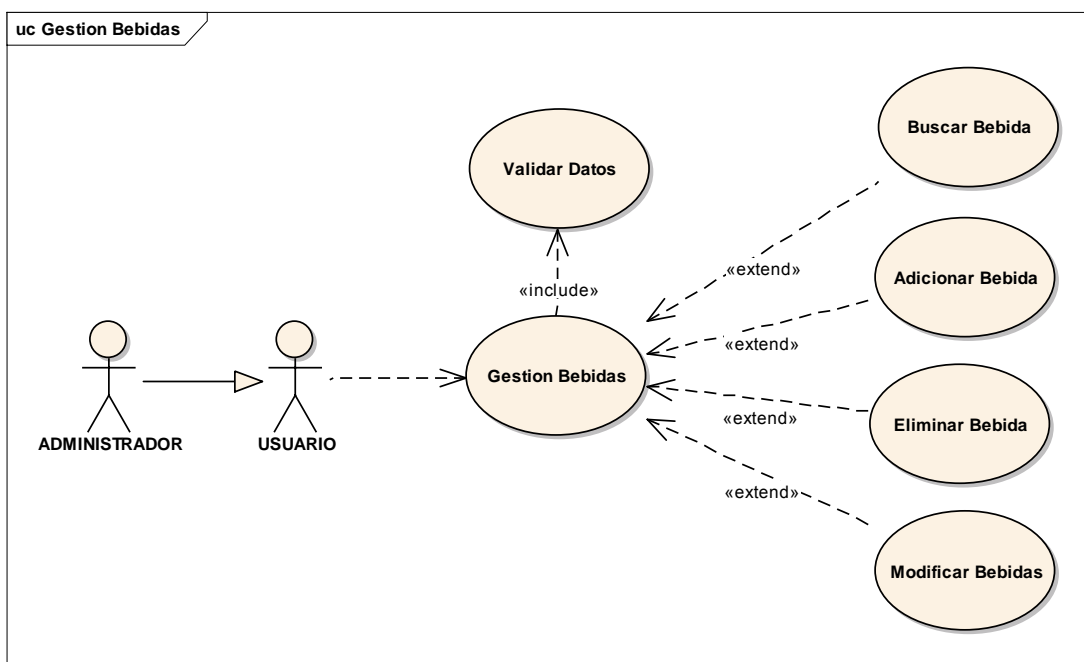 uc Gestion Bebidas
Buscar Bebida
Validar Datos
«extend»
Adicionar Bebida
«include»
«extend»
Gestion Bebidas
«extend»
Eliminar Bebida
ADMINISTRADOR
USUARIO
«extend»
Modificar Bebidas